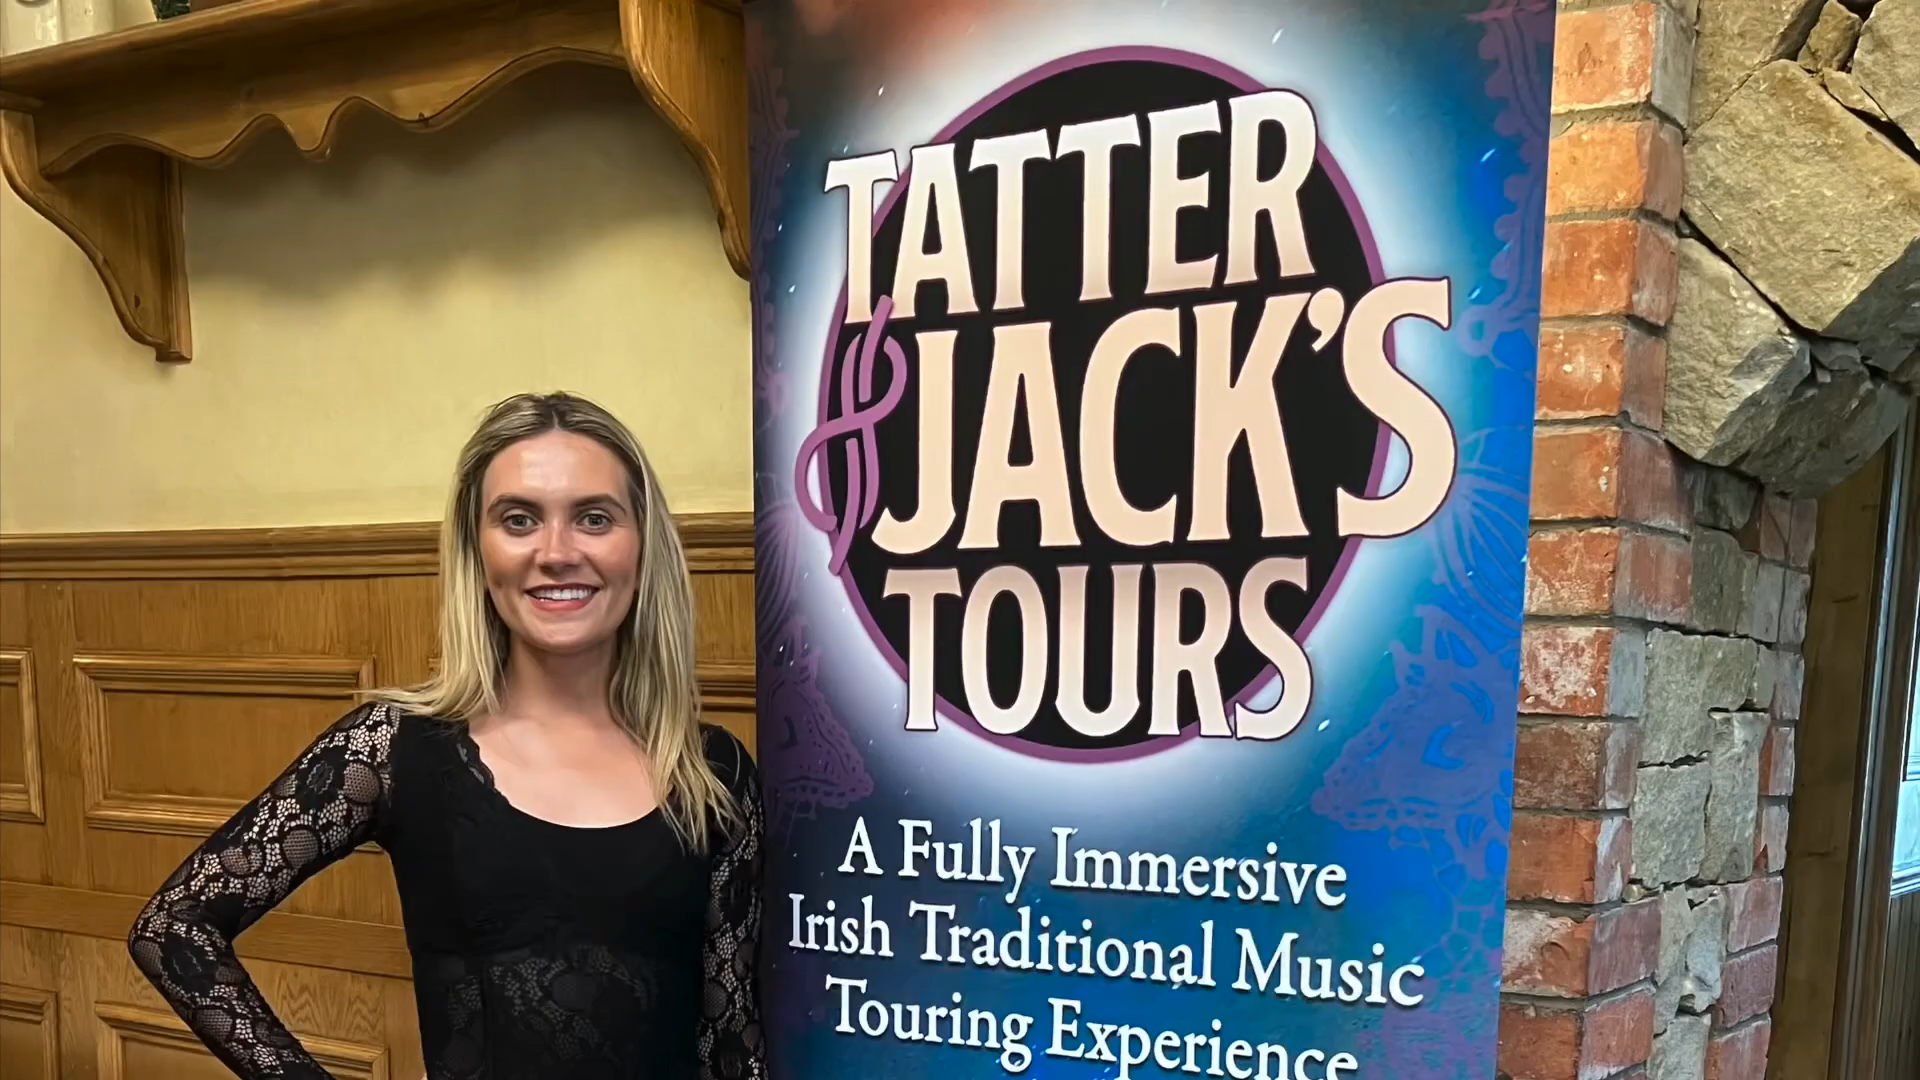 TATTER
JACK'S
TOURS
A Fully Immersive
Irish Traditional Music
Touring Experience